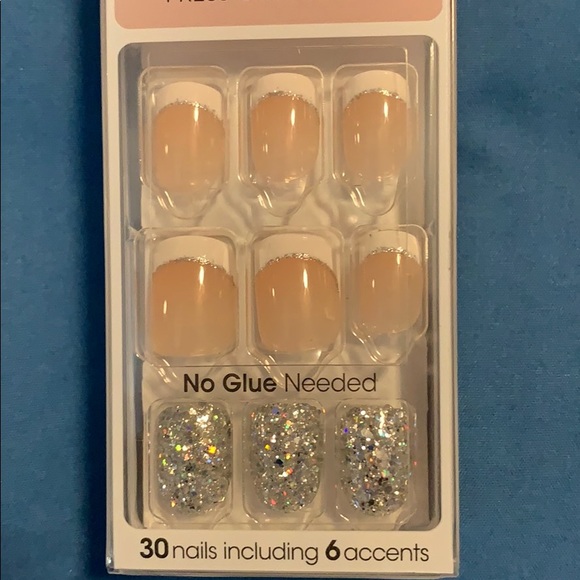 No Glue Needed
30 nails including 6 accents